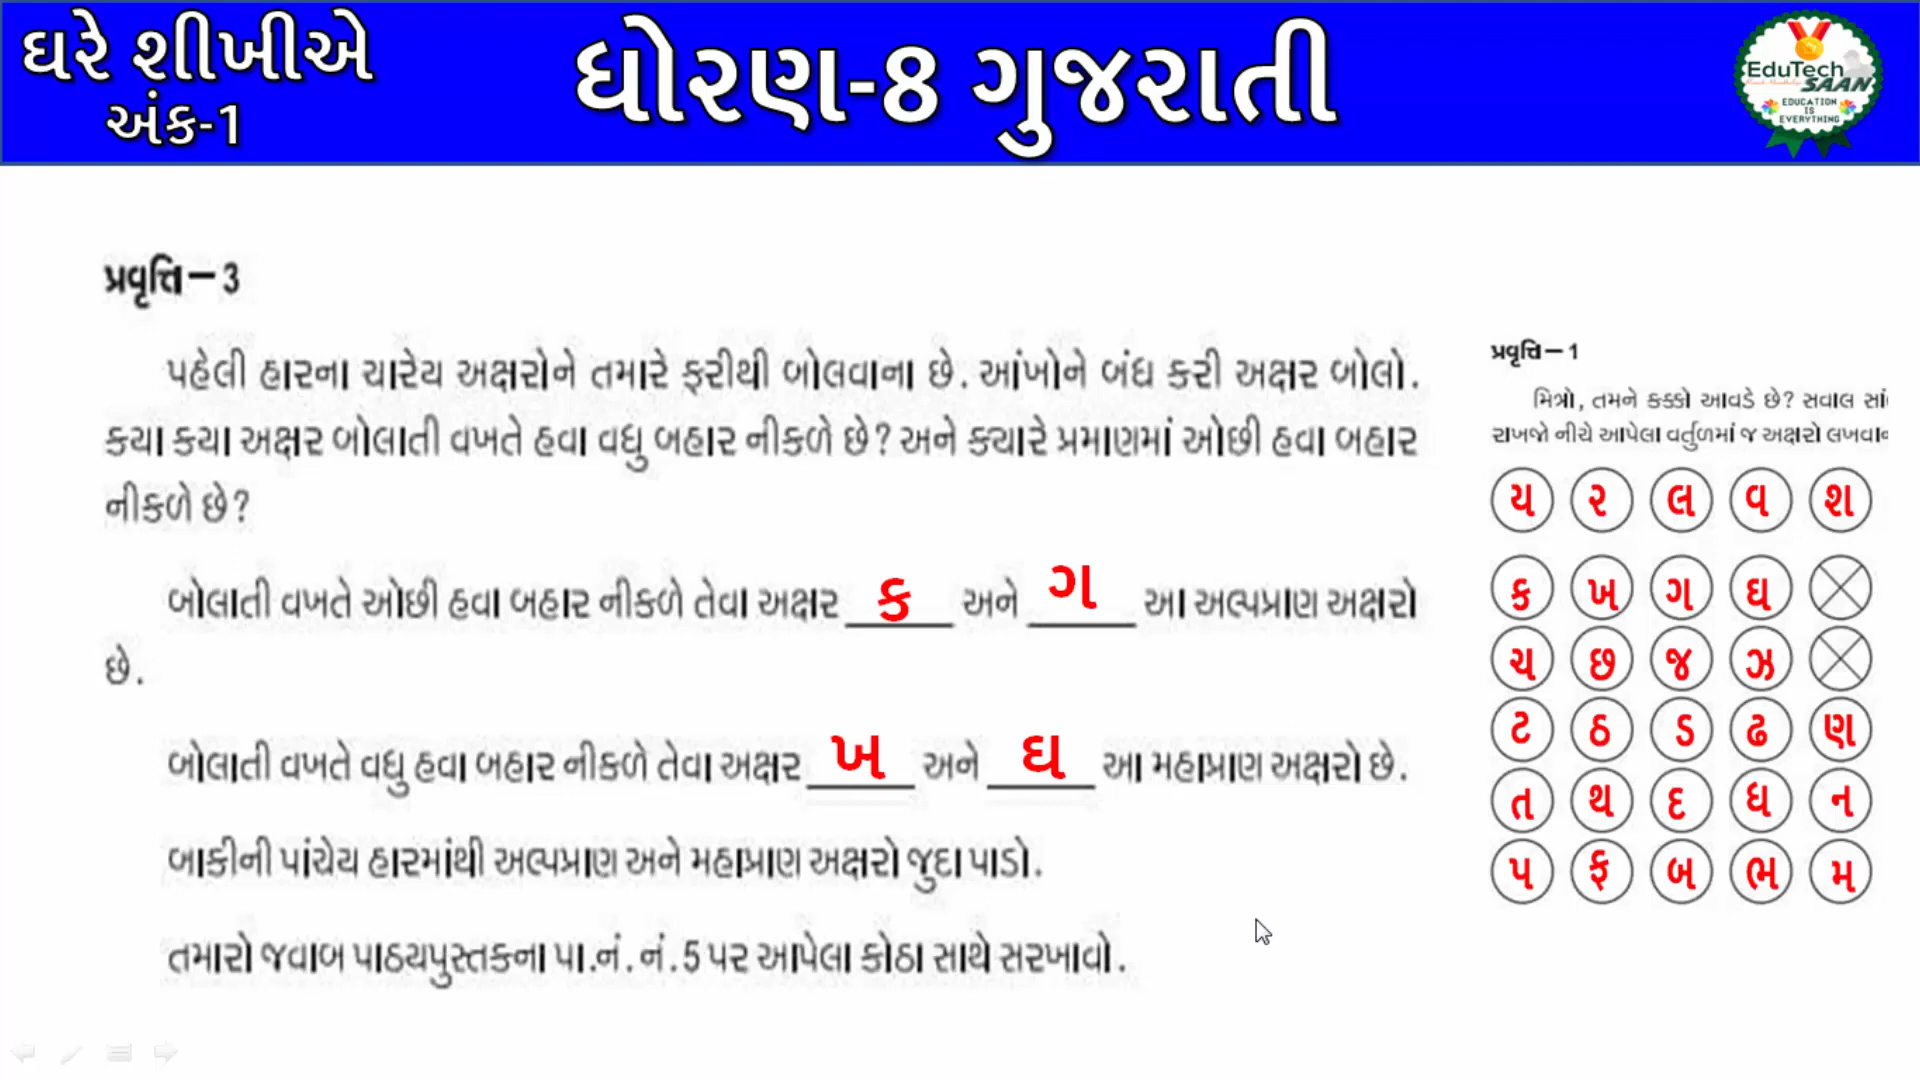 ઘરે શીખીએ
અંક-1
ધોરણ-8 ગુજરાતી
EduTech
SAAN
EDUCATION
IS
EVERYTHING
પ્રવૃત્તિ – 3
પહેલી હારના ચારેય અક્ષરોને તમારે ફરીથી બોલવાના છે. આંખોને બંધ કરી અક્ષર બોલો.
કયા કયા અક્ષર બોલાતી વખતે હવા વધુ બહાર નીકળે છે? અને ક્યારે પ્રમાણમાં ઓછી હવા બહાર
નીકળે છે?
બોલાતી વખતે ઓછી હવા બહાર નીકળે તેવા અક્ષર ક અને ગ આ અલ્પપ્રાણ અક્ષરો
છે.
બોલાતી વખતે વધુ હવા બહાર નીકળે તેવા અક્ષર ખ અને ઘ આ મહાપ્રાણ અક્ષરો છે.
બાકીની પાંચેય હારમાંથી અલ્પપ્રાણ અને મહાપ્રાણ અક્ષરો જુદા પાડો.
તમારો જવાબ પાઠ્યપુસ્તકના પા.નં. નં.5 પર આપેલા કોઠા સાથે સરખાવો.
પ્રવૃત્તિ – 1
મિત્રો, તમને કક્કો આવડે છે? સવાલ સાં
રાખજો નીચે આપેલા વર્તુળમાં જ અક્ષરો લખવા
ય ર લ વ શ
ક ખ ગ ઘ
ચ છ જ ઝ
ટ ઠ ડ ઢ ણ
ત થ દ ધ ન
પ ફ બ ભ મ